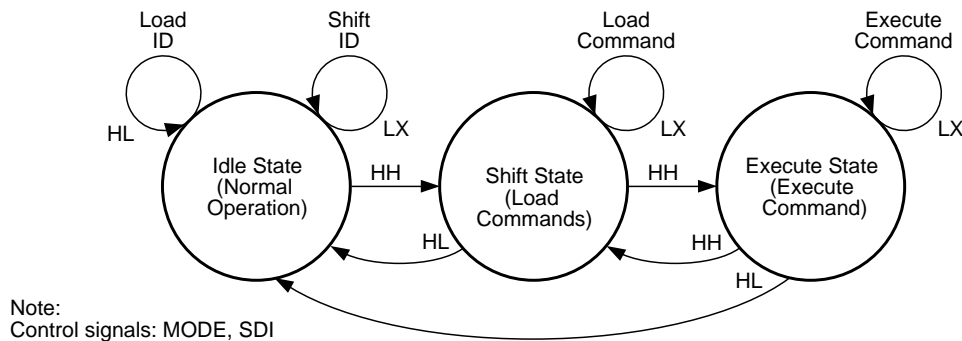 Load
ID
Shift
ID
Load
Command
Execute
Command
HL
LX
LX
LX
Idle State
(Normal
Operation)
HH
Shift State
(Load
Commands)
HH
Execute State
(Execute
Command)
HL
HH
HL
Note:
Control signals: MODE, SDI